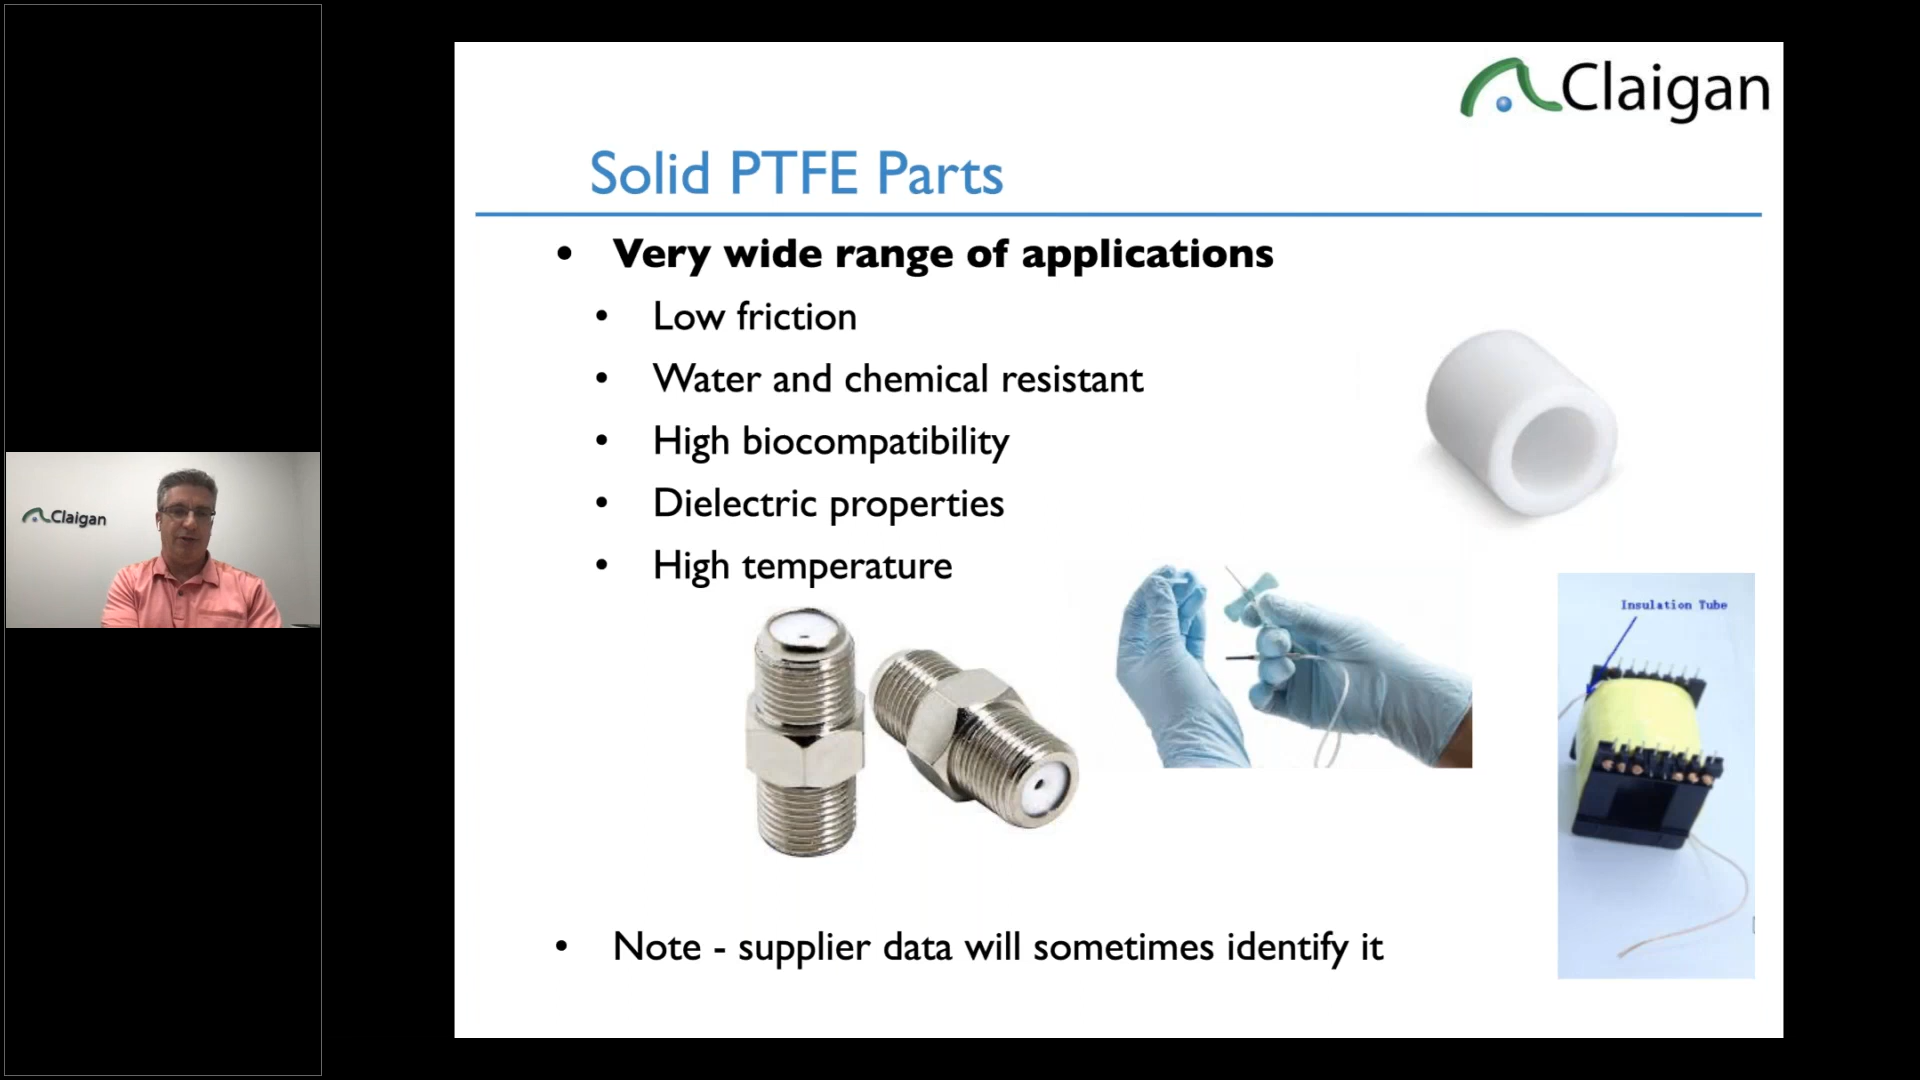 Claigan
Solid PTFE Parts
• Very wide range of applications
• Low friction
• Water and chemical resistant
• High biocompatibility
• Dielectric properties
• High temperature
Insulation Tube
• Note - supplier data will sometimes identify it
Claigan